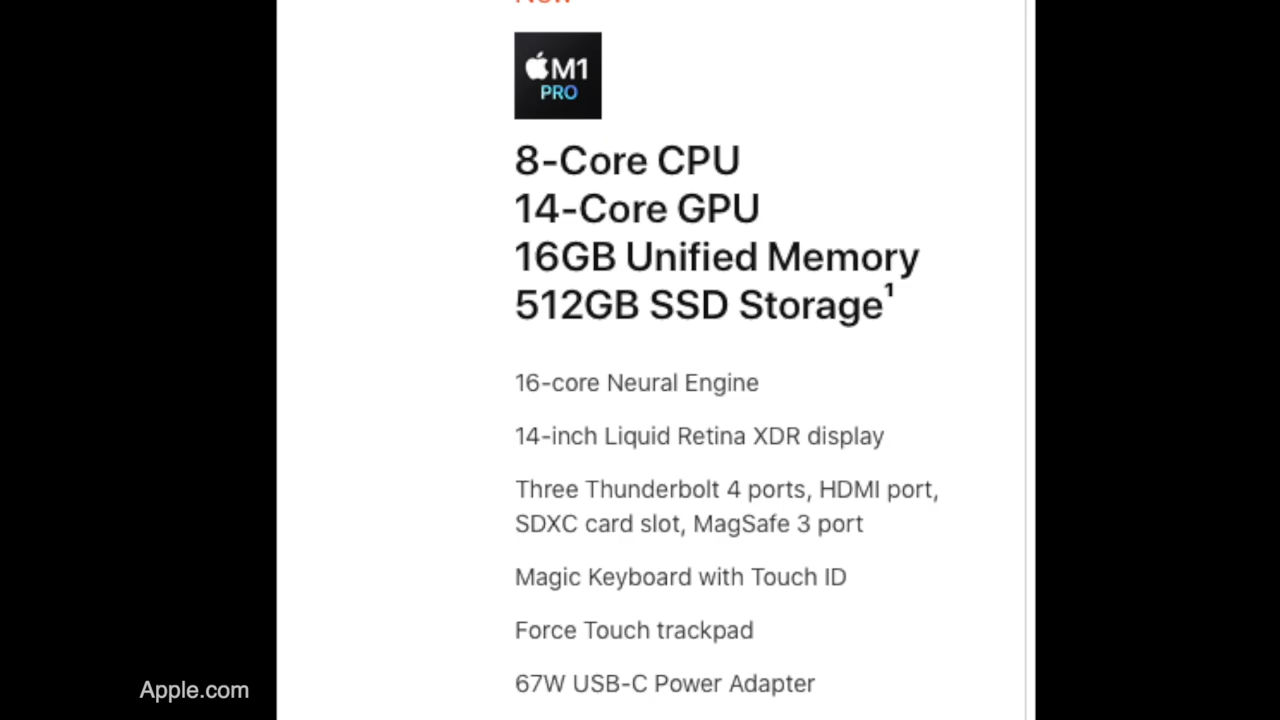 New
M1
PRO
8-Core CPU
14-Core GPU
16GB Unified Memory
512GB SSD Storage¹
16-core Neural Engine
14-inch Liquid Retina XDR display
Three Thunderbolt 4 ports, HDMI port,
SDXC card slot, MagSafe 3 port
Magic Keyboard with Touch ID
Force Touch trackpad
67W USB-C Power Adapter
Apple.com